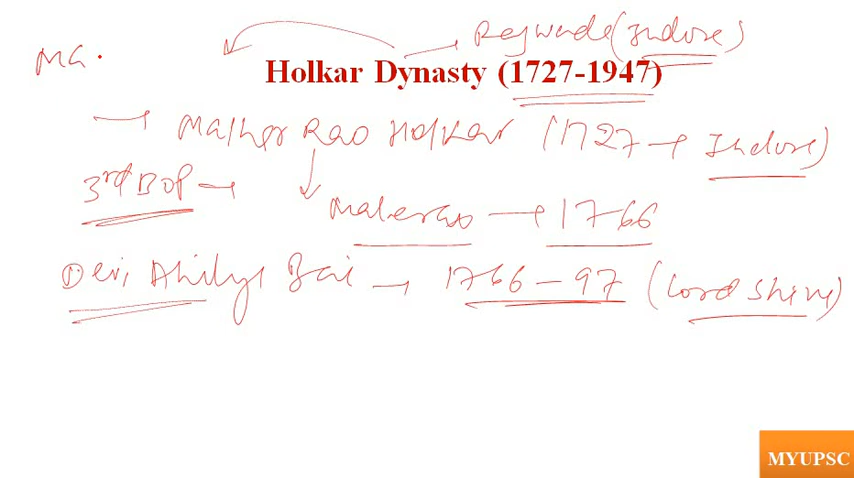 Rajwada (Indore)
MG.
Holkar Dynasty (1727-1947)
→ Malhar Rao Holkar (1727 → Indore)
3rd BOP →
Malerao → 1766
Devi Ahilya Bai → 1766-97 (Lord Shiva)
MYUPSC